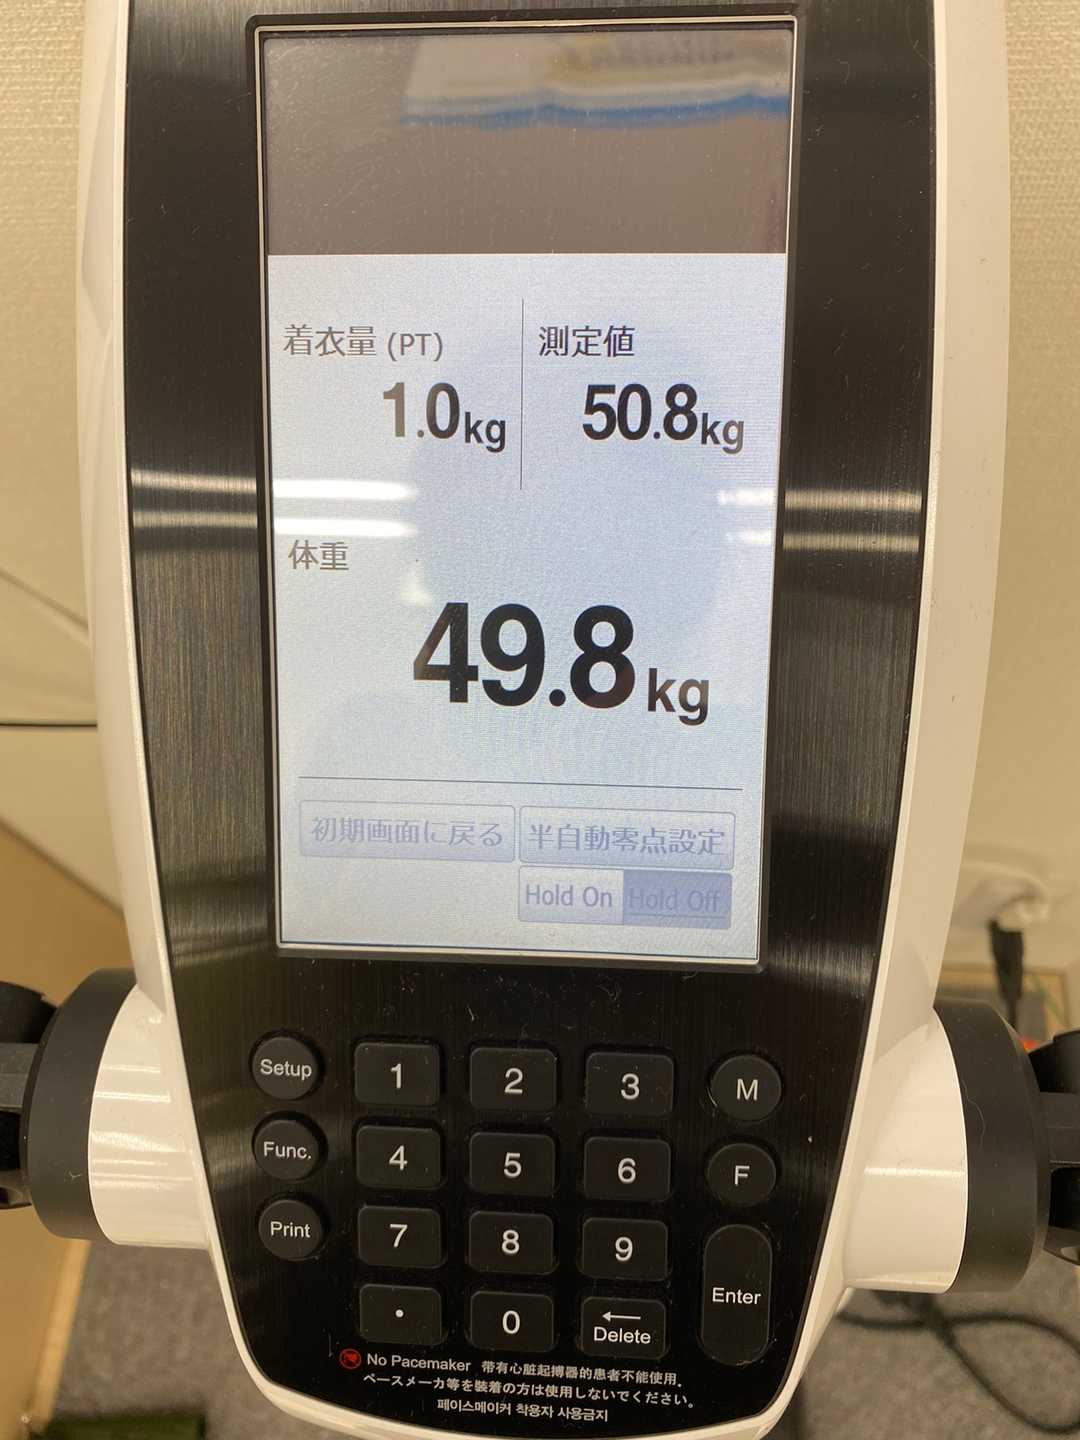 着衣量 (PT)
1.0kg
測定値
50.8kg
体重
49.8kg
初期画面に戻る
半自動零点設定
Hold On
Hold Off
Setup
1
2
3
M
Func.
4
5
6
F
Print
7
8
9
Enter
.
0
← Delete
No Pacemaker 带有心脏起搏器的患者不能使用.
ペースメーカ等を装着の方は使用しないでください。
페이스메이커 착용자 사용금지